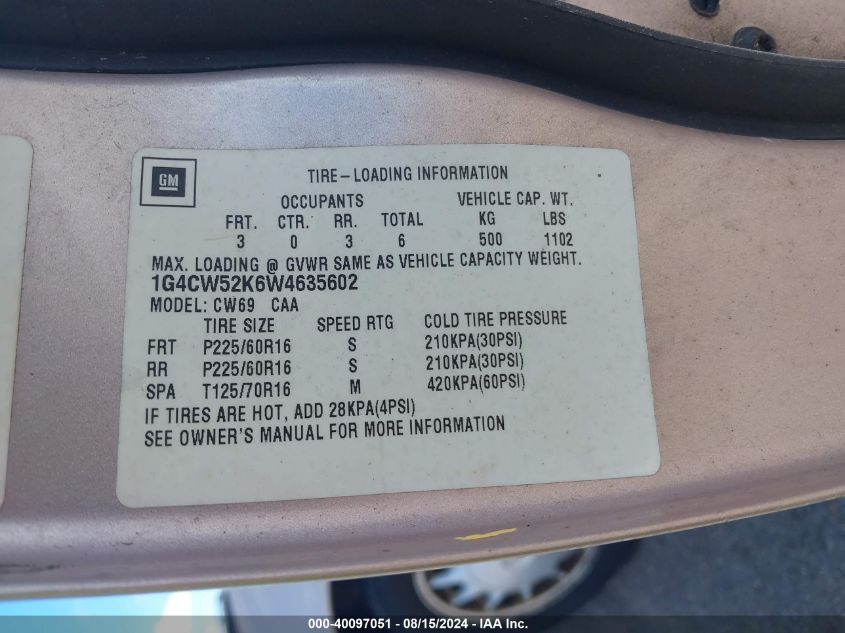 GM
TIRE-LOADING INFORMATION
OCCUPANTS VEHICLE CAP. WT.
FRT. CTR. RR. TOTAL KG LBS
3 0 3 6 500 1102
MAX. LOADING @ GVWR SAME AS VEHICLE CAPACITY WEIGHT.
1G4CW52K6W4635602
MODEL: CW69 CAA
TIRE SIZE SPEED RTG COLD TIRE PRESSURE
FRT P225/60R16 S 210KPA(30PSI)
RR P225/60R16 S 210KPA(30PSI)
SPA T125/70R16 M 420KPA(60PSI)
IF TIRES ARE HOT, ADD 28KPA(4PSI)
SEE OWNER'S MANUAL FOR MORE INFORMATION
000-40097051 - 08/15/2024 - IAA Inc.